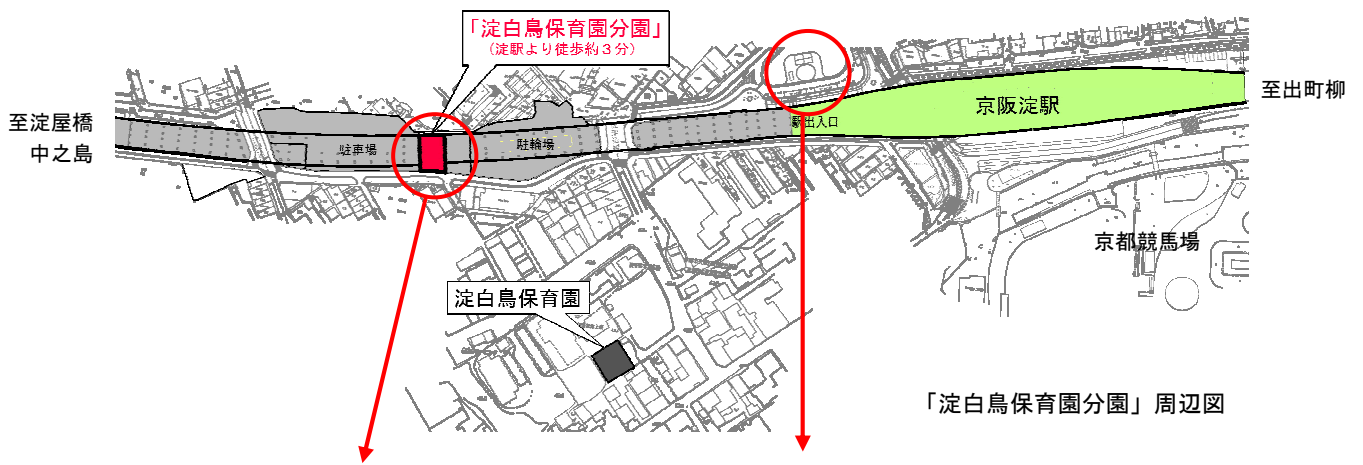 「淀白鳥保育園分園」
(淀駅より徒歩約３分)
至出町柳
京阪淀駅
至淀屋橋
中之島
駅出入口
駐車場
駐輪場
京都競馬場
淀白鳥保育園
「淀白鳥保育園分園」周辺図